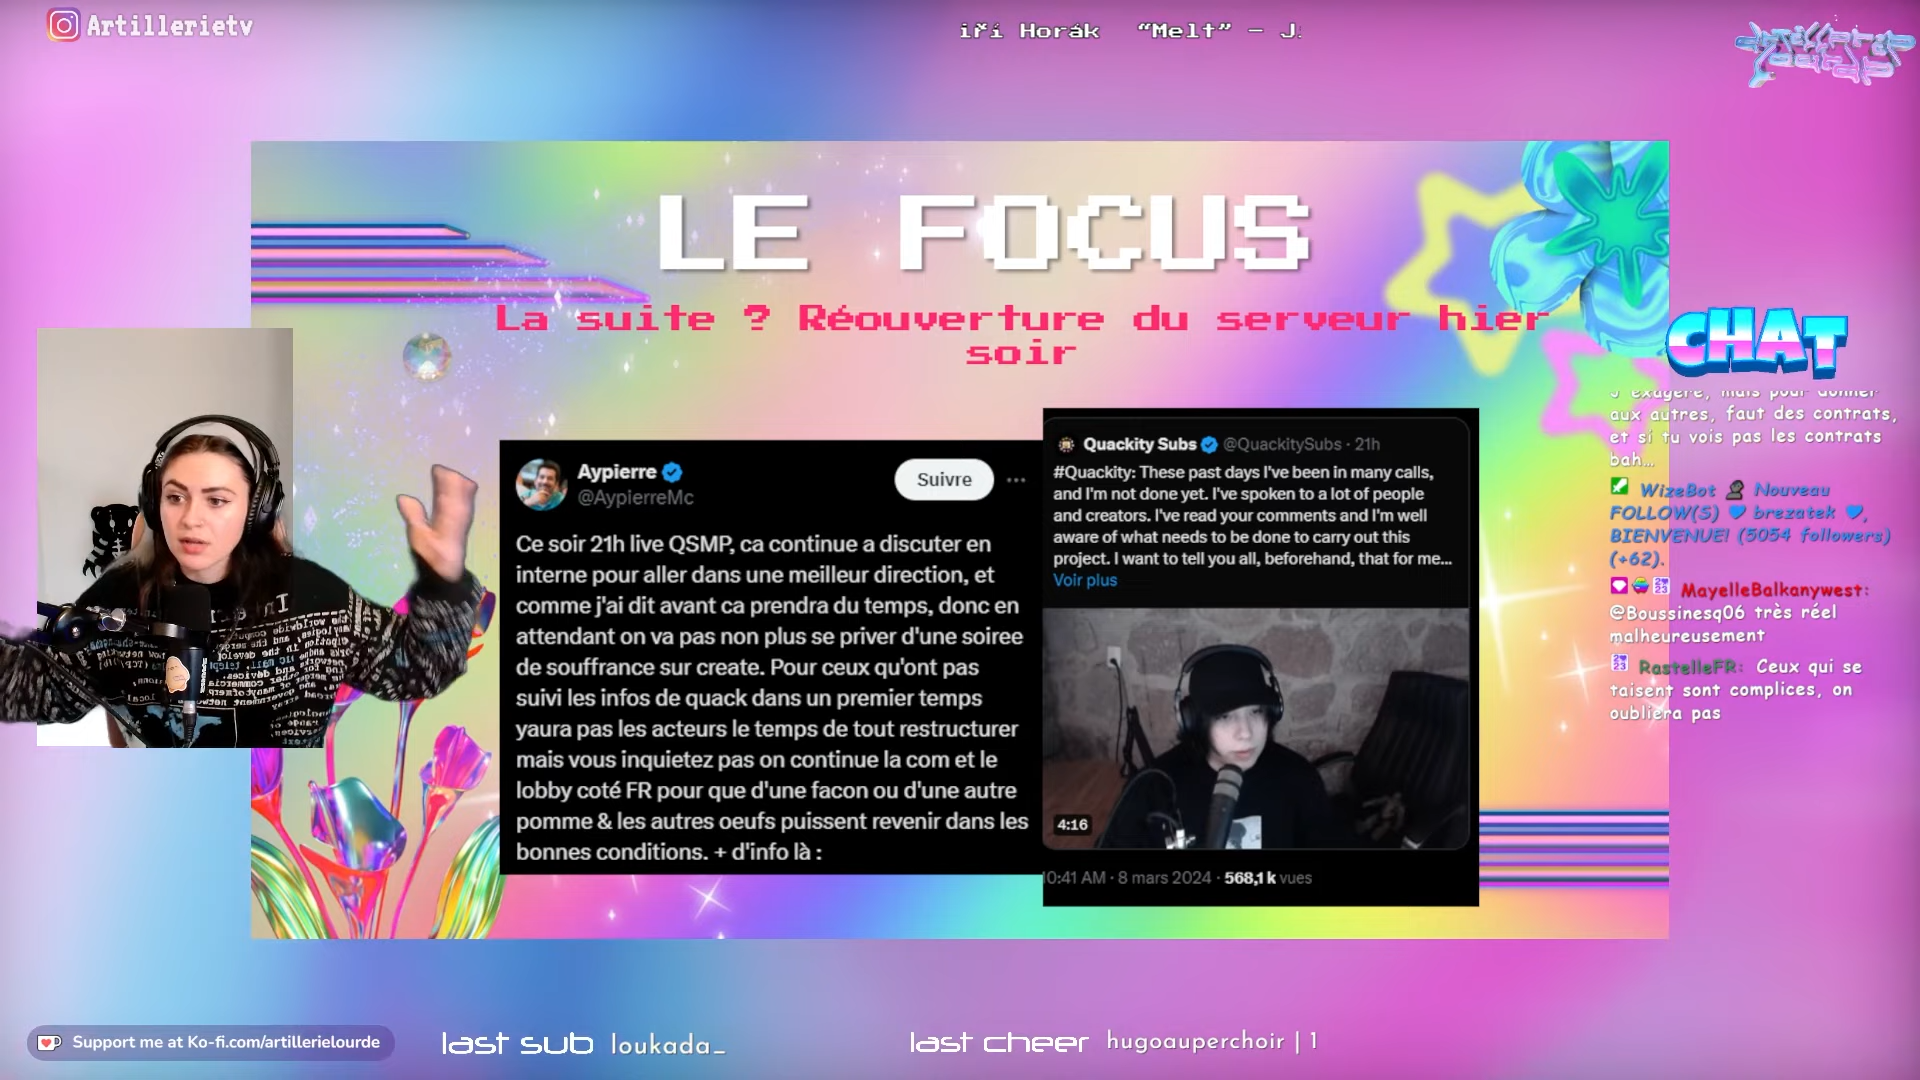 Artillerietv
iří Horák “Melt” – J
LE FOCUS
La suite ? Réouverture du serveur hier
soir
CHAT
J'exagère, mais pour donner
aux autres, faut des contrats,
et si tu vois pas les contrats
bah…
WizeBot Nouveau
FOLLOW(S) brezatek ,
BIENVENUE! (5054 followers)
(+62).
MayelleBalkanywest:
@Boussinesq06 très réel
malheureusement
RastelleFR: Ceux qui se
taisent sont complices, on
oubliera pas
Aypierre
@AypierreMc
Suivre
Ce soir 21h live QSMP, ca continue a discuter en
interne pour aller dans une meilleur direction, et
comme j'ai dit avant ca prendra du temps, donc en
attendant on va pas non plus se priver d'une soiree
de souffrance sur create. Pour ceux qu'ont pas
suivi les infos de quack dans un premier temps
yaura pas les acteurs le temps de tout restructurer
mais vous inquietez pas on continue la com et le
lobby coté FR pour que d'une facon ou d'une autre
pomme & les autres oeufs puissent revenir dans les
bonnes conditions. + d'info là :
Quackity Subs @QuackitySubs · 21h
#Quackity: These past days I've been in many calls,
and I'm not done yet. I've spoken to a lot of people
and creators. I've read your comments and I'm well
aware of what needs to be done to carry out this
project. I want to tell you all, beforehand, that for me...
Voir plus
4:16
10:41 AM · 8 mars 2024 · 568,1 k vues
Support me at Ko-fi.com/artillerielourde
last sub loukada_
last cheer hugoauperchoir | 1